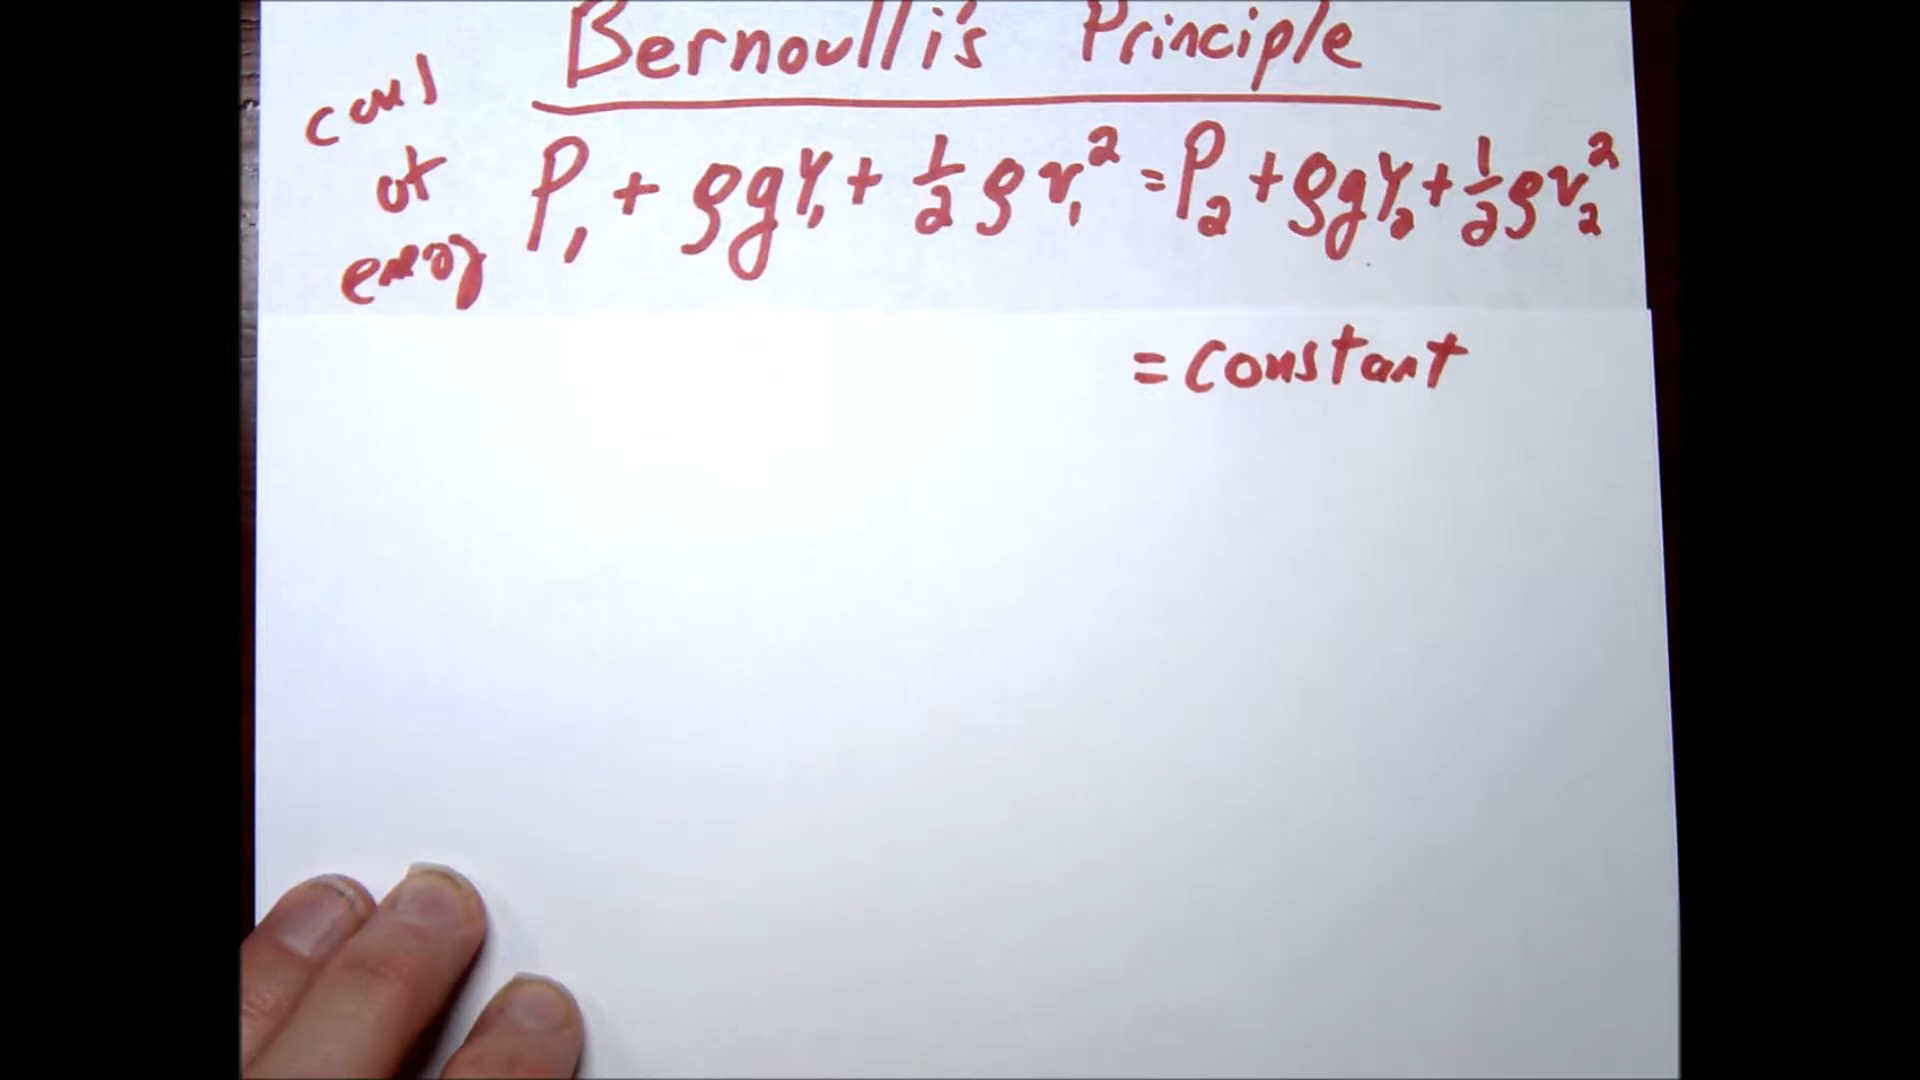 Bernoulli's Principle
cons
of
energy
P₁ + ρgy₁ + ½ρv₁² = P₂ + ρgy₂ + ½ρv₂²
= constant